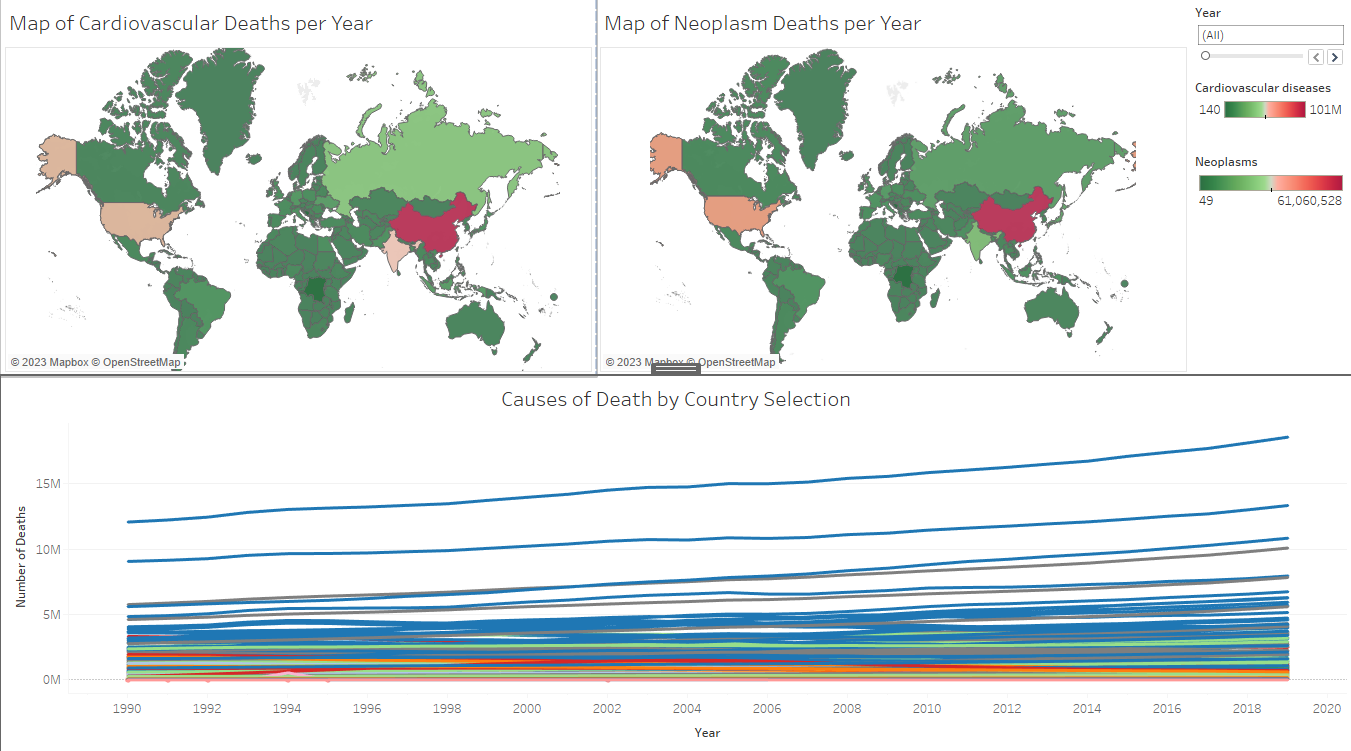 Map of Cardiovascular Deaths per Year
© 2023 Mapbox © OpenStreetMap
Map of Neoplasm Deaths per Year
© 2023 Mapbox © OpenStreetMap
Year
(All)
Cardiovascular diseases
140 101M
Neoplasms
49 61,060,528
Causes of Death by Country Selection
Number of Deaths
15M
10M
5M
0M
1990 1992 1994 1996 1998 2000 2002 2004 2006 2008 2010 2012 2014 2016 2018 2020
Year